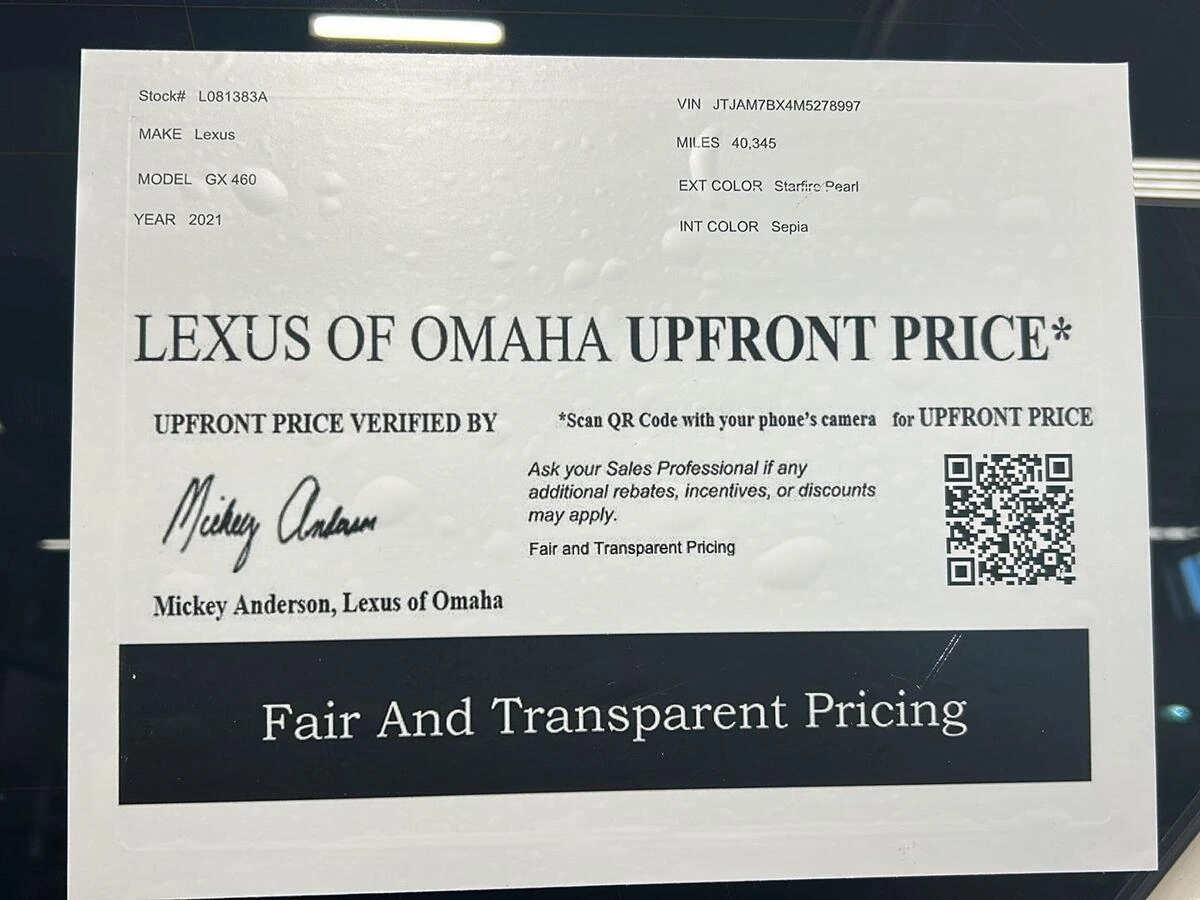 Stock# L081383A
VIN JTJAM7BX4M5278997
MAKE Lexus
MILES 40,345
MODEL GX 460
EXT COLOR Starfire Pearl
YEAR 2021
INT COLOR Sepia
LEXUS OF OMAHA UPFRONT PRICE*
UPFRONT PRICE VERIFIED BY
*Scan QR Code with your phone's camera for UPFRONT PRICE
Ask your Sales Professional if any
additional rebates, incentives, or discounts
may apply.
Fair and Transparent Pricing
Mickey Anderson
Mickey Anderson, Lexus of Omaha
Fair And Transparent Pricing